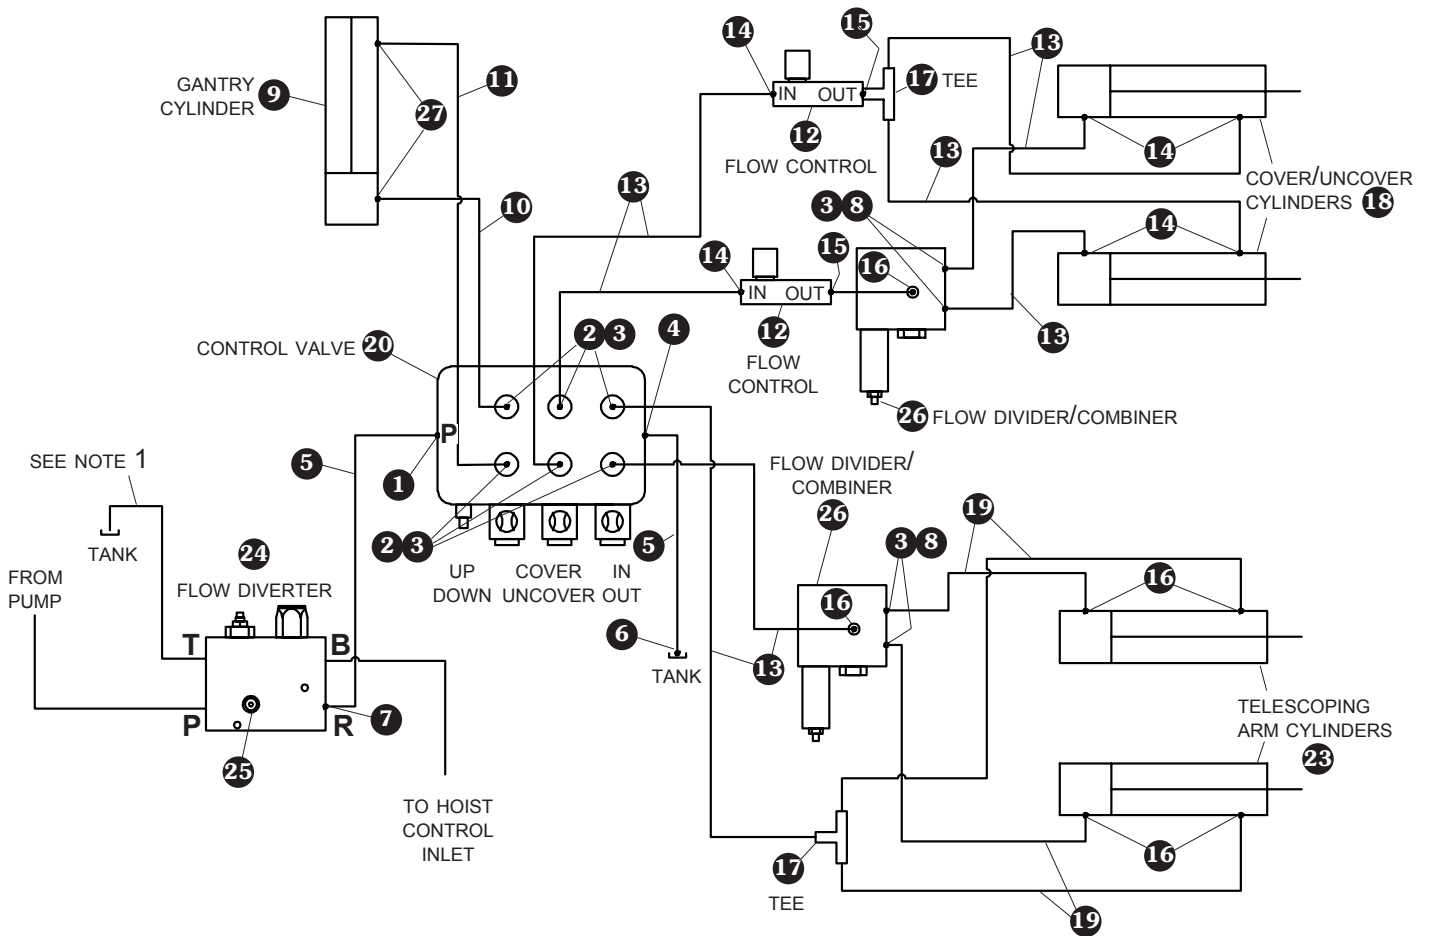 15
14
13
17 TEE
11
GANTRY
CYLINDER 9
IN OUT
27
12
FLOW CONTROL
13
14
COVER/UNCOVER
CYLINDERS 18
13
10
3 8
14
15
14
16
IN OUT
12
FLOW
CONTROL
13
2 3
4
CONTROL VALVE 20
26 FLOW DIVIDER/COMBINER
P
SEE NOTE 1
5
1
FLOW DIVIDER/
COMBINER
26
19
2 3
5
3 8
TANK
24
FLOW DIVERTER
FROM
PUMP
UP
DOWN
COVER
UNCOVER
IN
OUT
16
16
T
B
6
TANK
13
P
R
7
25
TELESCOPING
ARM CYLINDERS
23
TO HOIST
CONTROL
INLET
16
17
TEE
19